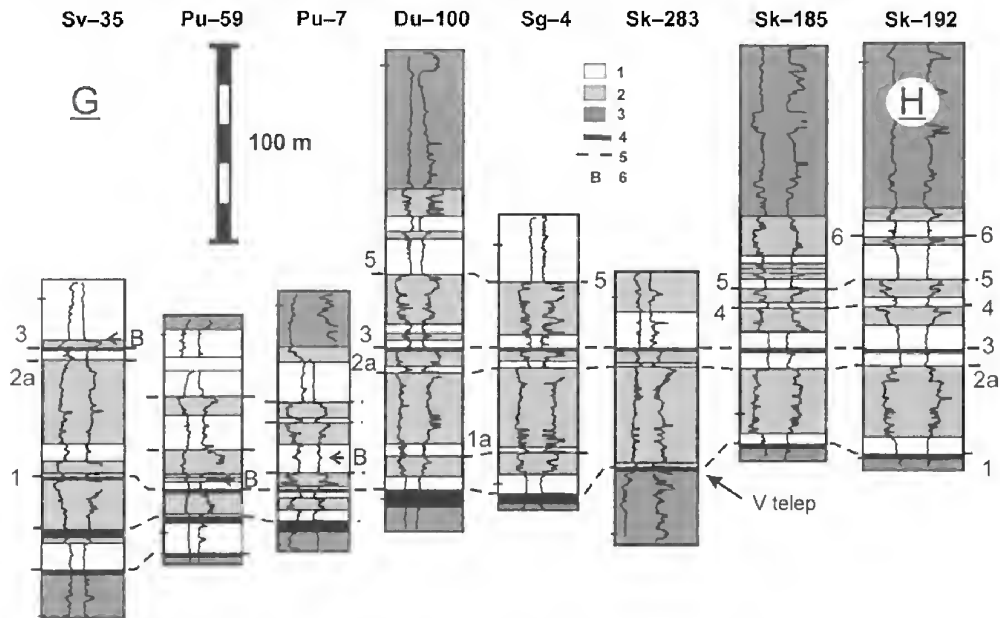 Sv–35 Pu–59 Pu–7 Du–100 Sg–4 Sk–283 Sk–185 Sk–192
G
H
100 m
1
2
3
4
5
B 6
6 6
5 5 5 5
4 4
3 B 3 3
2a 2a 2a
1a
B
1 B 1
V telep